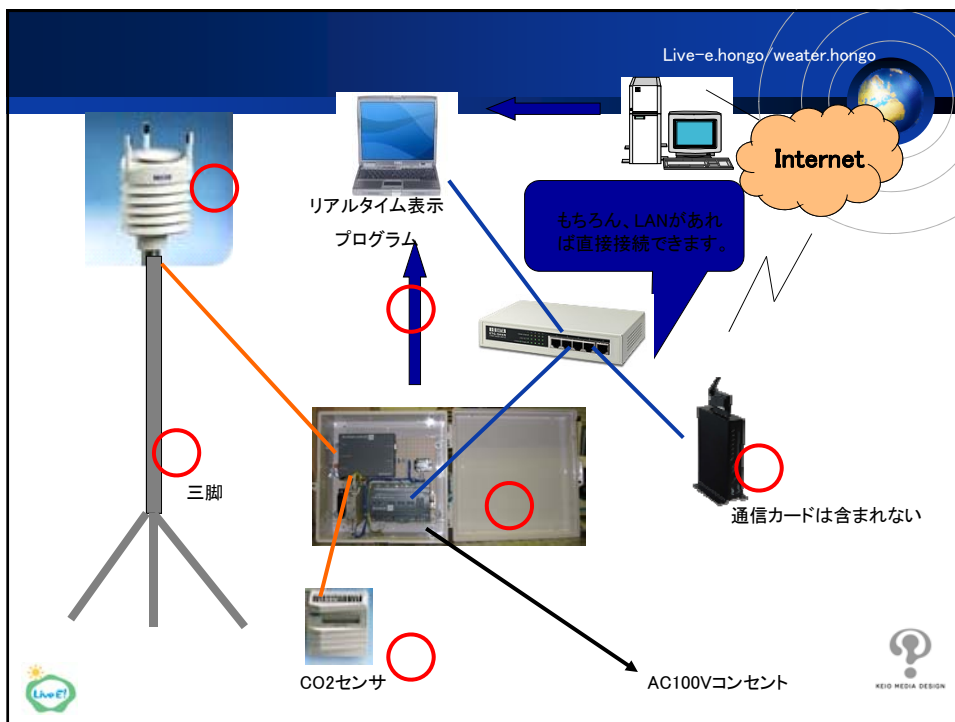 Live-e.hongo/weater.hongo
Internet
リアルタイム表示
プログラム
もちろん、LANがあれ
ば直接接続できます。
三脚
通信カードは含まれない
CO2センサ
AC100Vコンセント
Live E!
KEIO MEDIA DESIGN